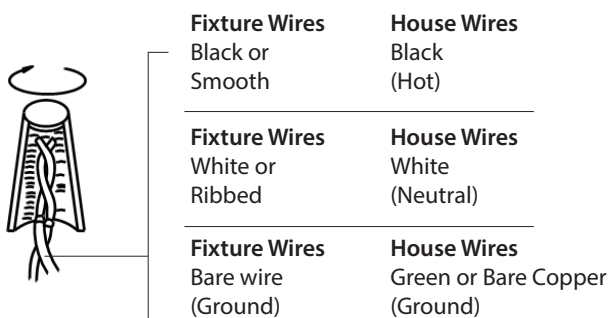 Fixture Wires House Wires
Black or Black
Smooth (Hot)
Fixture Wires House Wires
White or White
Ribbed (Neutral)
Fixture Wires House Wires
Bare wire Green or Bare Copper
(Ground) (Ground)